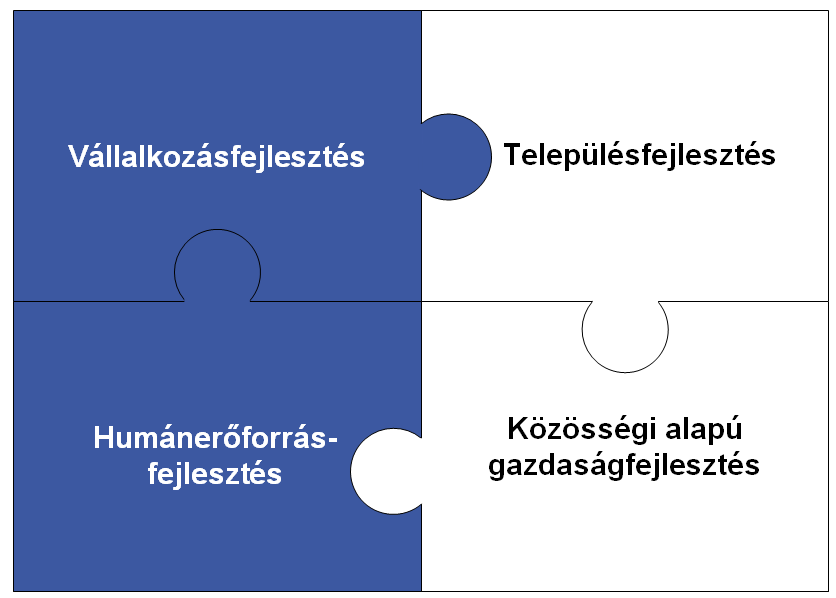 Vállalkozásfejlesztés
Településfejlesztés
Humánerőforrás-
fejlesztés
Közösségi alapú
gazdaságfejlesztés